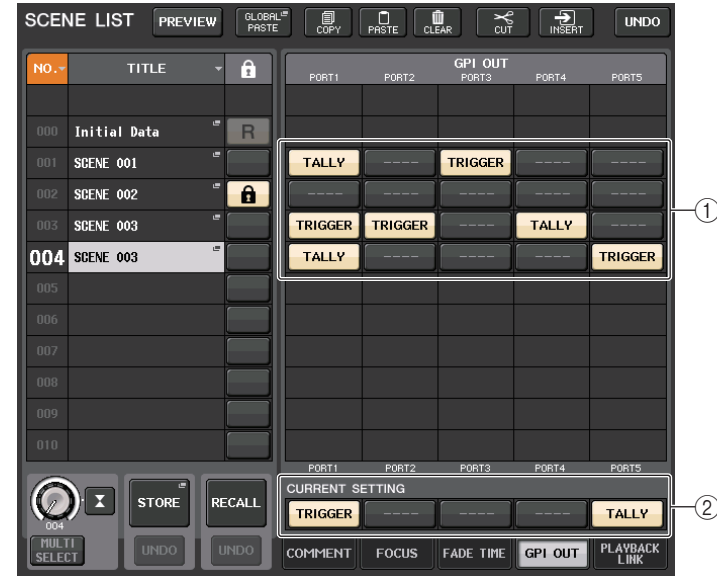 SCENE LIST PREVIEW GLOBAL PASTE COPY PASTE CLEAR CUT INSERT UNDO
NO. TITLE GPI OUT
PORT1 PORT2 PORT3 PORT4 PORT5
000 Initial Data R
001 SCENE 001 TALLY ---- TRIGGER ---- ----
002 SCENE 002 ---- ---- ---- ---- ----
003 SCENE 003 TRIGGER TRIGGER ---- TALLY ----
004 SCENE 003 TALLY ---- ---- ---- TRIGGER
①
005
006
007
008
009
010
PORT1 PORT2 PORT3 PORT4 PORT5
CURRENT SETTING
TRIGGER ---- ---- ---- TALLY
②
004 STORE RECALL
MULTI SELECT UNDO UNDO
COMMENT FOCUS FADE TIME GPI OUT PLAYBACK LINK